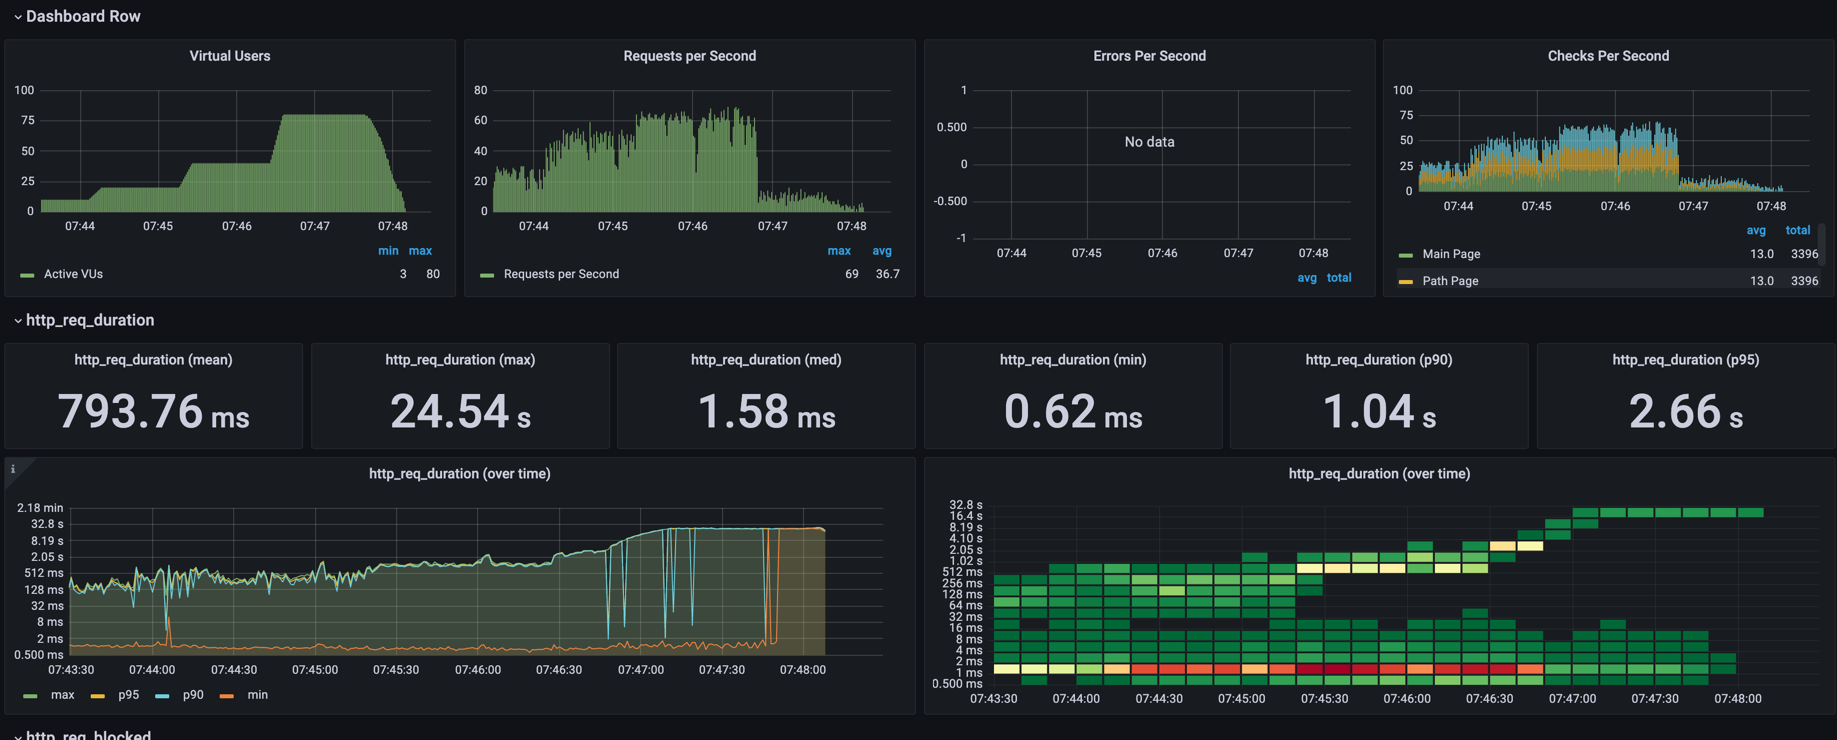 Dashboard Row
Virtual Users
100
75
50
25
0
07:44 07:45 07:46 07:47 07:48
min max
Active VUs 3 80
Requests per Second
80
60
40
20
0
07:44 07:45 07:46 07:47 07:48
max avg
Requests per Second 69 36.7
Errors Per Second
1
0.500
0
-0.500
-1
No data
07:44 07:45 07:46 07:47 07:48
avg total
Checks Per Second
100
75
50
25
0
07:44 07:45 07:46 07:47 07:48
avg total
Main Page 13.0 3396
Path Page 13.0 3396
http_req_duration
http_req_duration (mean)
793.76 ms
http_req_duration (max)
24.54 s
http_req_duration (med)
1.58 ms
http_req_duration (min)
0.62 ms
http_req_duration (p90)
1.04 s
http_req_duration (p95)
2.66 s
i
http_req_duration (over time)
2.18 min
32.8 s
8.19 s
2.05 s
512 ms
128 ms
32 ms
8 ms
2 ms
0.500 ms
07:43:30 07:44:00 07:44:30 07:45:00 07:45:30 07:46:00 07:46:30 07:47:00 07:47:30 07:48:00
max p95 p90 min
http_req_duration (over time)
32.8 s
16.4 s
8.19 s
4.10 s
2.05 s
1.02 s
512 ms
256 ms
128 ms
64 ms
32 ms
16 ms
8 ms
4 ms
2 ms
1 ms
0.500 ms
07:43:30 07:44:00 07:44:30 07:45:00 07:45:30 07:46:00 07:46:30 07:47:00 07:47:30 07:48:00
http_req_blocked